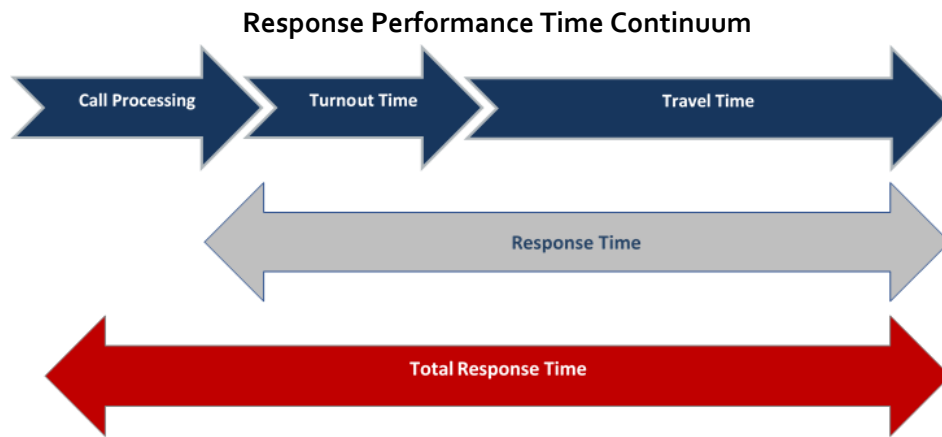 Response Performance Time Continuum
Call Processing
Turnout Time
Travel Time
Response Time
Total Response Time